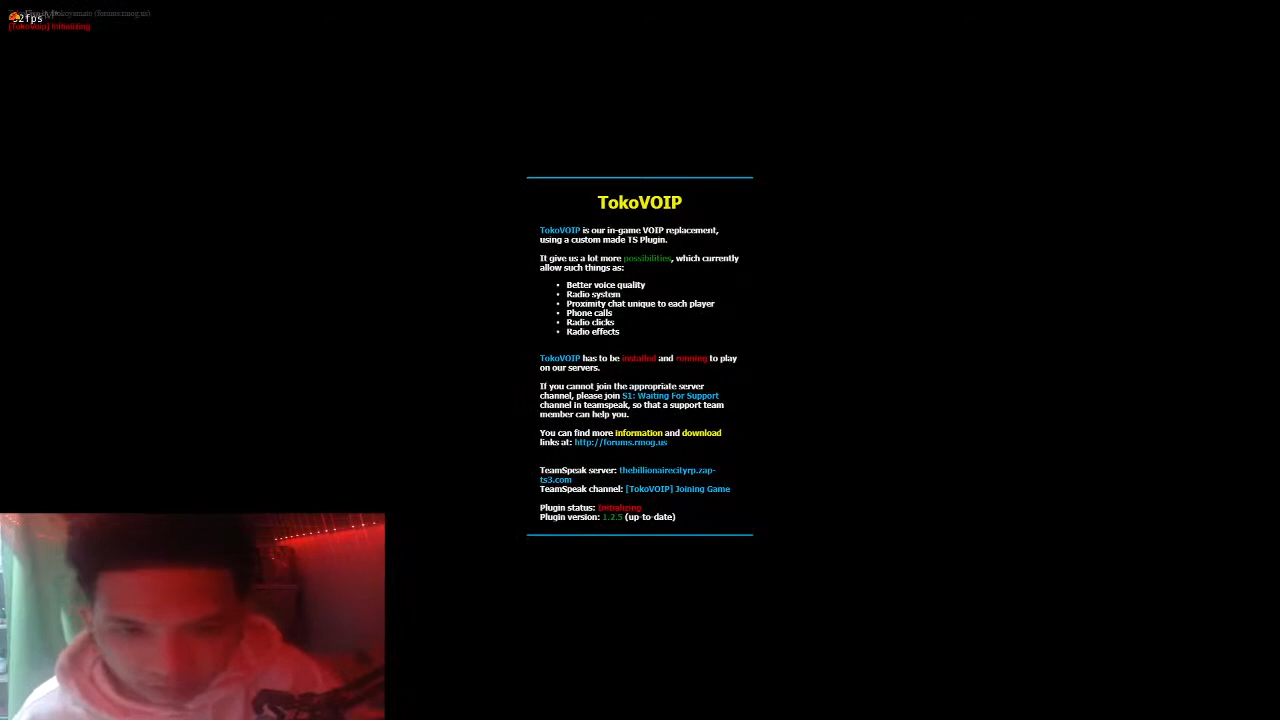 (forums.rmog.us)
2fps
[TokoVoip] Initializing
TokoVOIP
TokoVOIP is our in-game VOIP replacement,
using a custom made TS Plugin.
It give us a lot more possibilities, which currently
allow such things as:
• Better voice quality
• Radio system
• Proximity chat unique to each player
• Phone calls
• Radio clicks
• Radio effects
TokoVOIP has to be installed and running to play
on our servers.
If you cannot join the appropriate server
channel, please join S1: Waiting For Support
channel in teamspeak, so that a support team
member can help you.
You can find more information and download
links at: http://forums.rmog.us
TeamSpeak server: thebillionairecityrp.zap-
ts3.com
TeamSpeak channel: [TokoVOIP] Joining Game
Plugin status: Initializing
Plugin version: 1.2.5 (up-to-date)